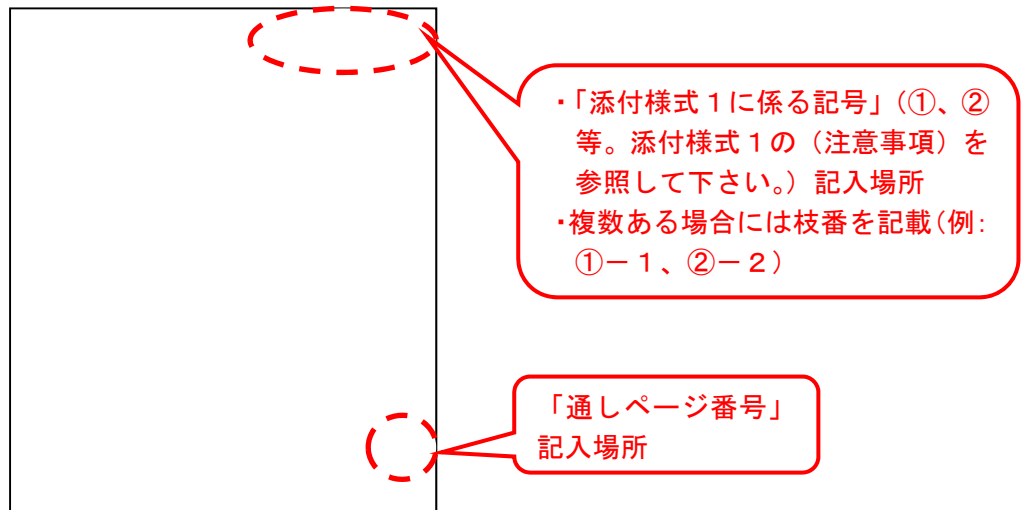 ・「添付様式１に係る記号」（①、②
等。添付様式１の（注意事項）を
参照して下さい。）記入場所
・複数ある場合には枝番を記載（例：
①－１、②－２）
「通しページ番号」
記入場所